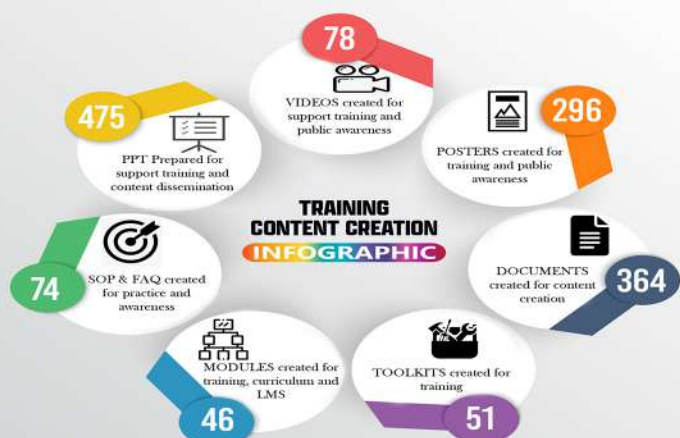 78
VIDEOS created for
support training and
public awareness
296
POSTERS created for
training and public
awareness
364
DOCUMENTS
created for content
creation
51
TOOLKITS created for
training
46
MODULES created for
training, curriculum and
LMS
74
SOP & FAQ created
for practice and
awareness
475
PPT Prepared for
support training and
content dissemination
TRAINING
CONTENT CREATION
INFOGRAPHIC